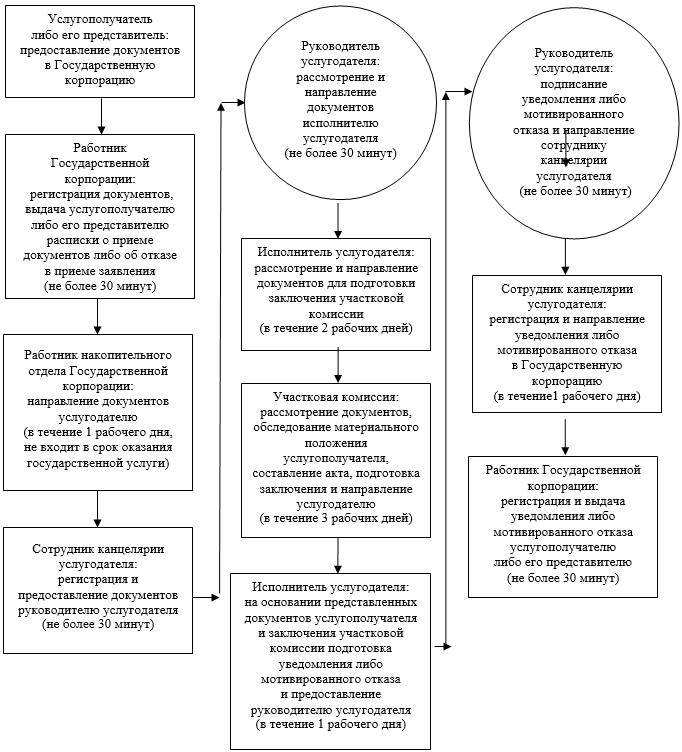 Услугополучатель
либо его представитель:
предоставление документов
в Государственную
корпорацию
Работник
Государственной
корпорации:
регистрация документов,
выдача услугополучателю
либо его представителю
расписки о приеме
документов либо об отказе
в приеме заявления
(не более 30 минут)
Работник накопительного
отдела Государственной
корпорации:
направление документов
услугодателю
(в течение 1 рабочего дня,
не входит в срок оказания
государственной услуги)
Сотрудник канцелярии
услугодателя:
регистрация и
предоставление документов
руководителю услугодателя
(не более 30 минут)
Руководитель
услугодателя:
рассмотрение и
направление
документов
исполнителю
услугодателя
(не более 30 минут)
Исполнитель услугодателя:
рассмотрение и направление
документов для подготовки
заключения участковой
комиссии
(в течение 2 рабочих дней)
Участковая комиссия:
рассмотрение документов,
обследование материального
положения
услугополучателя,
составление акта, подготовка
заключения и направление
услугодателю
(в течение 3 рабочих дней)
Исполнитель услугодателя:
на основании представленных
документов услугополучателя
и заключения участковой
комиссии подготовка
уведомления либо
мотивированного отказа
и предоставление
руководителю услугодателя
(в течение 1 рабочего дня)
Руководитель
услугодателя:
подписание
уведомления либо
мотивированного
отказа и направление
сотруднику
канцелярии
услугодателя
(не более 30 минут)
Сотрудник канцелярии
услугодателя:
регистрация и направление
уведомления либо
мотивированного отказа
в Государственную
корпорацию
(в течение1 рабочего дня)
Работник Государственной
корпорации:
регистрация и выдача
уведомления либо
мотивированного отказа
услугополучателю
либо его представителю
(не более 30 минут)